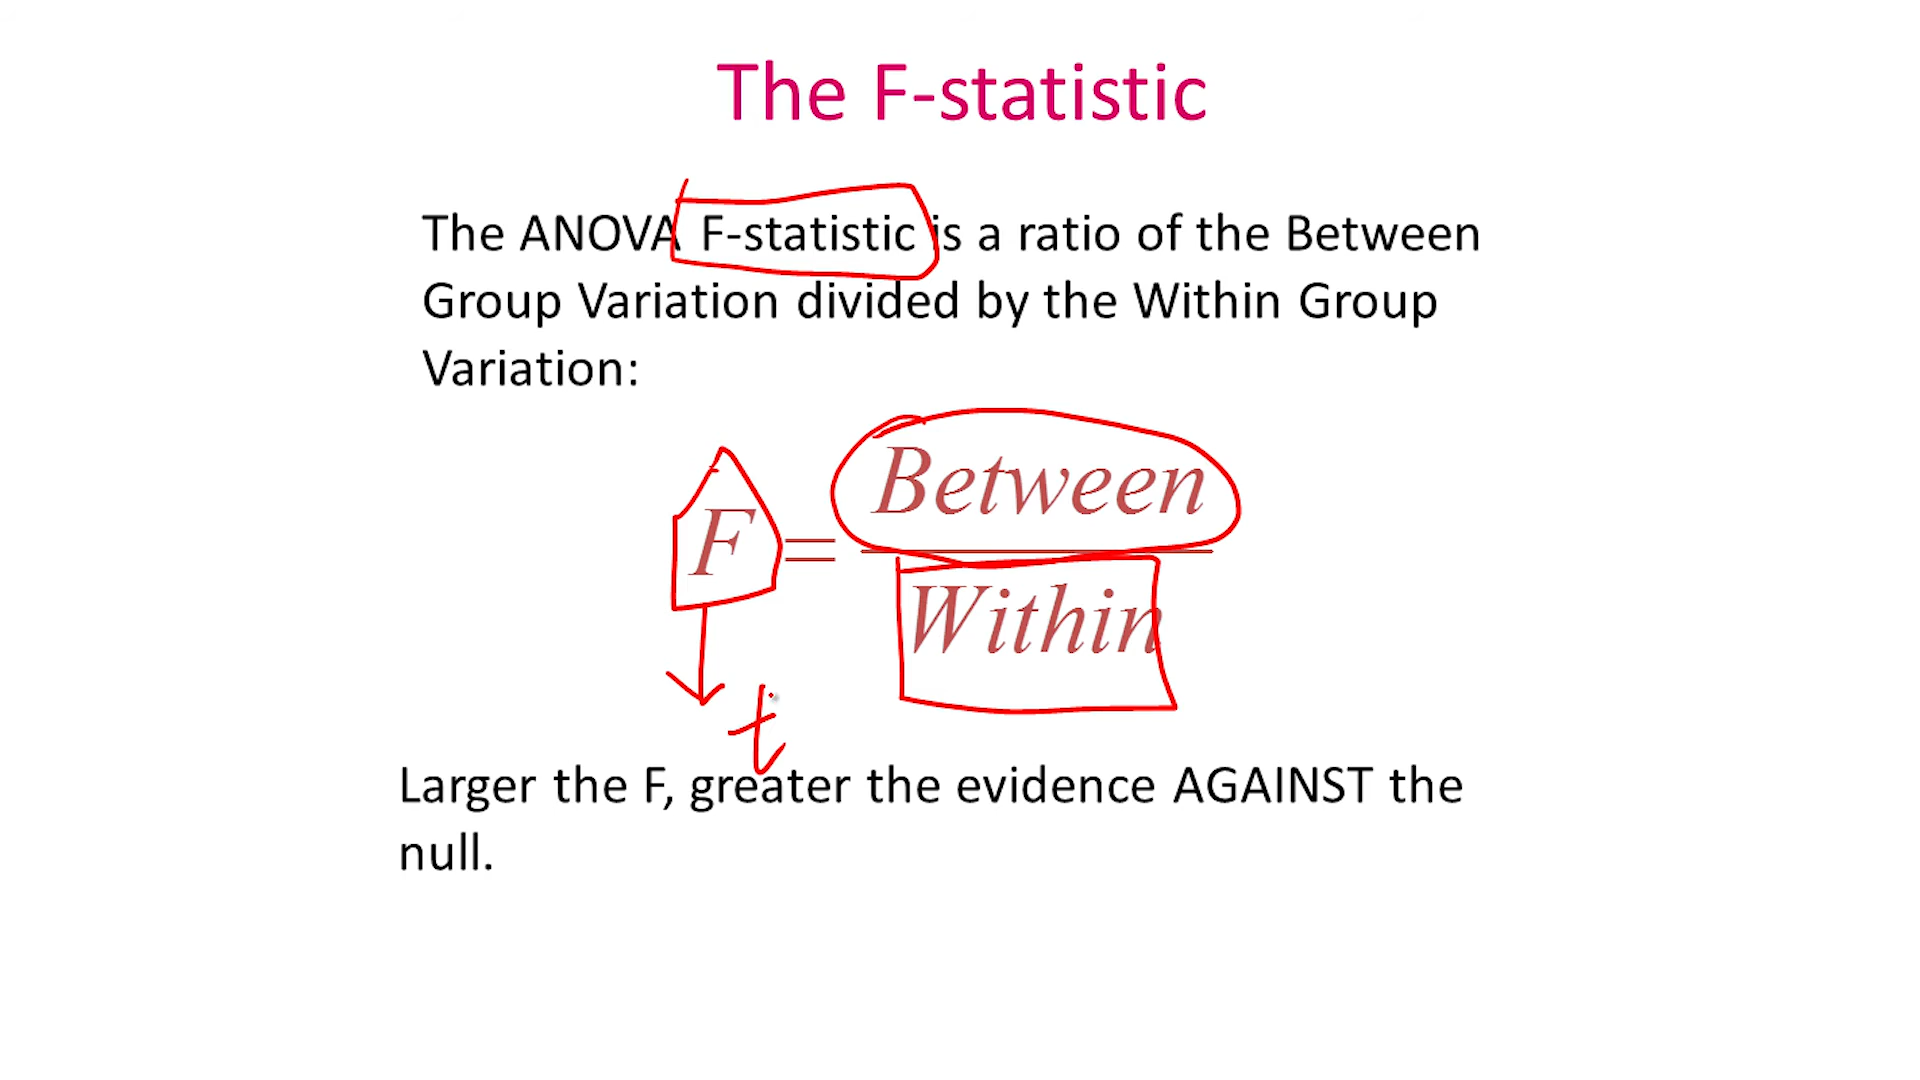 The F-statistic
The ANOVA F-statistic is a ratio of the Between
Group Variation divided by the Within Group
Variation:
F = Between
Within
t
Larger the F, greater the evidence AGAINST the
null.